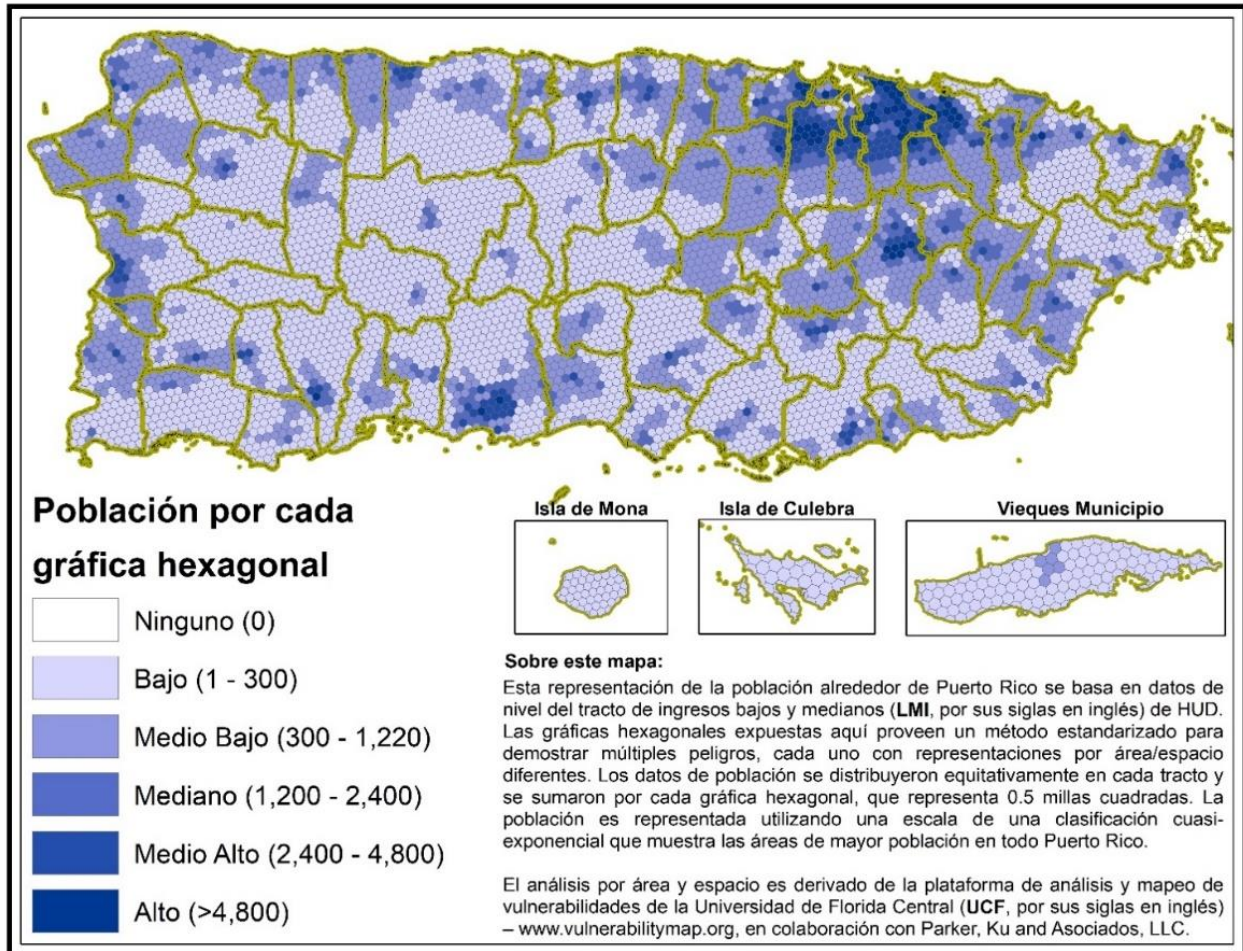 Población por cada
gráfica hexagonal
Ninguno (0)
Bajo (1 - 300)
Medio Bajo (300 - 1,220)
Mediano (1,200 - 2,400)
Medio Alto (2,400 - 4,800)
Alto (>4,800)
Isla de Mona
Isla de Culebra
Vieques Municipio
Sobre este mapa:
Esta representación de la población alrededor de Puerto Rico se basa en datos de
nivel del tracto de ingresos bajos y medianos (LMI, por sus siglas en inglés) de HUD.
Las gráficas hexagonales expuestas aquí proveen un método estandarizado para
demostrar múltiples peligros, cada uno con representaciones por área/espacio
diferentes. Los datos de población se distribuyeron equitativamente en cada tracto y
se sumaron por cada gráfica hexagonal, que representa 0.5 millas cuadradas. La
población es representada utilizando una escala de una clasificación cuasi-
exponencial que muestra las áreas de mayor población en todo Puerto Rico.
El análisis por área y espacio es derivado de la plataforma de análisis y mapeo de
vulnerabilidades de la Universidad de Florida Central (UCF, por sus siglas en inglés)
– www.vulnerabilitymap.org, en colaboración con Parker, Ku and Asociados, LLC.